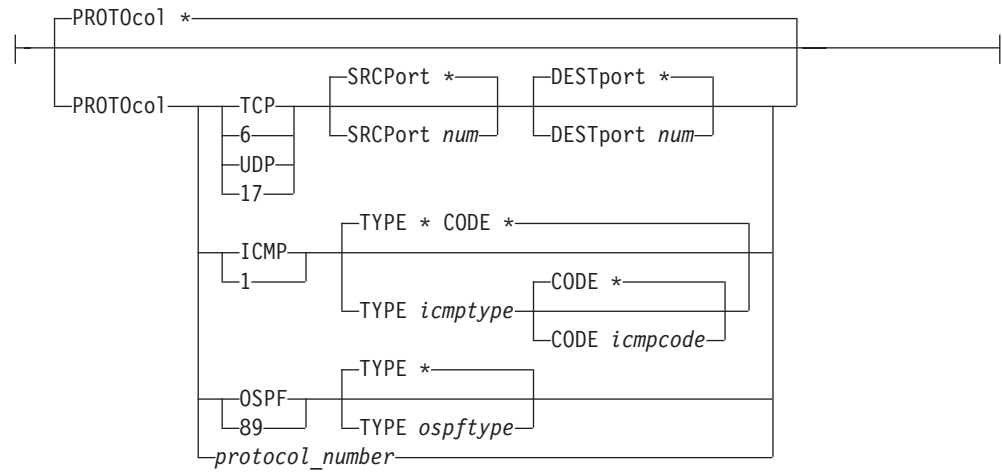 PROTOcol *
SRCPort * DESTport *
PROTOcol TCP
6 SRCPort num DESTport num
UDP
17
TYPE * CODE *
ICMP
1 CODE *
TYPE icmptype
CODE icmpcode
TYPE *
OSPF
89 TYPE ospftype
protocol_number